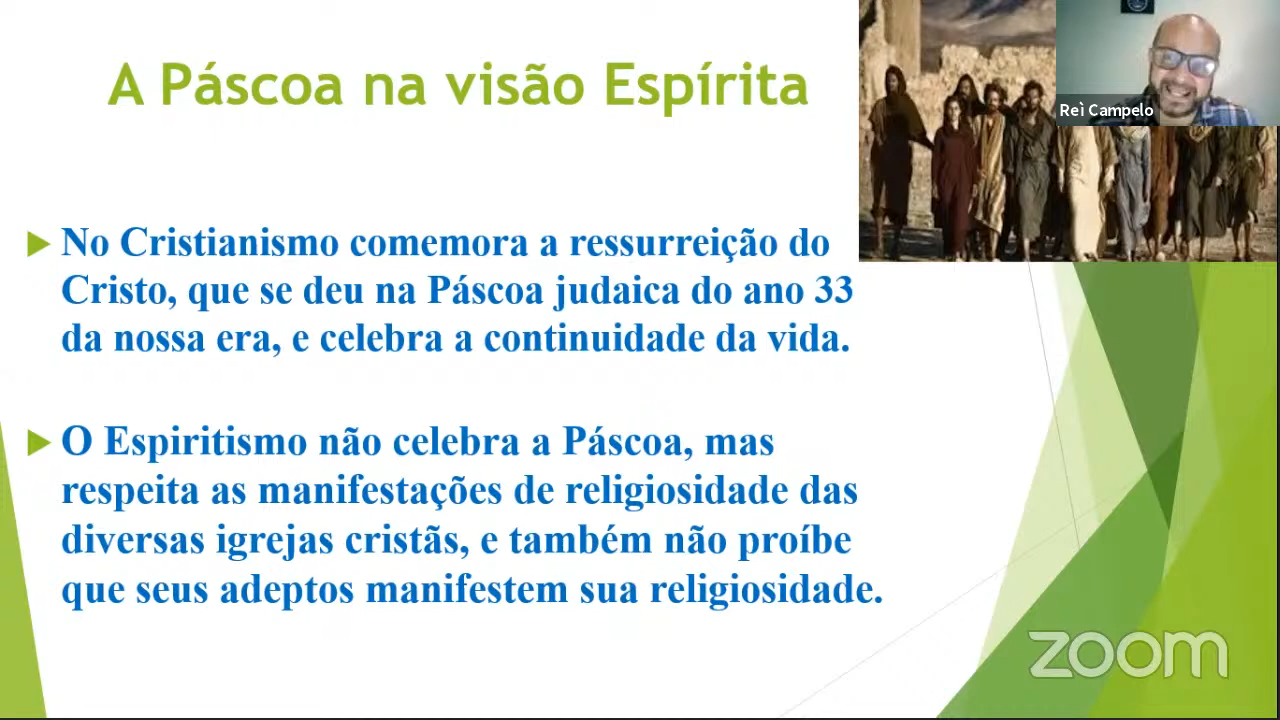 A Páscoa na visão Espírita
Reì Campelo
No Cristianismo comemora a ressurreição do
Cristo, que se deu na Páscoa judaica do ano 33
da nossa era, e celebra a continuidade da vida.
O Espiritismo não celebra a Páscoa, mas
respeita as manifestações de religiosidade das
diversas igrejas cristãs, e também não proíbe
que seus adeptos manifestem sua religiosidade.
zoom